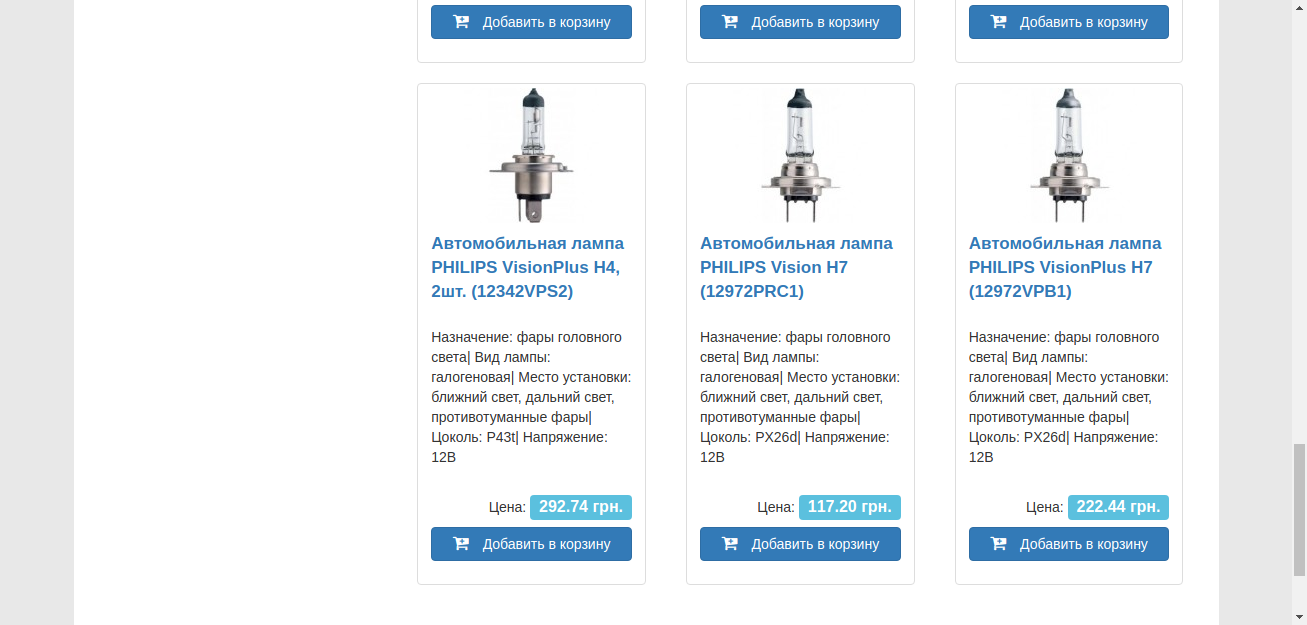 Добавить в корзину
Добавить в корзину
Добавить в корзину
Автомобильная лампа
PHILIPS VisionPlus H4,
2шт. (12342VPS2)
Назначение: фары головного
света| Вид лампы:
галогеновая| Место установки:
ближний свет, дальний свет,
противотуманные фары|
Цоколь: P43t| Напряжение:
12В
Цена: 292.74 грн.
Добавить в корзину
Автомобильная лампа
PHILIPS Vision H7
(12972PRC1)
Назначение: фары головного
света| Вид лампы:
галогеновая| Место установки:
ближний свет, дальний свет,
противотуманные фары|
Цоколь: PX26d| Напряжение:
12В
Цена: 117.20 грн.
Добавить в корзину
Автомобильная лампа
PHILIPS VisionPlus H7
(12972VPB1)
Назначение: фары головного
света| Вид лампы:
галогеновая| Место установки:
ближний свет, дальний свет,
противотуманные фары|
Цоколь: PX26d| Напряжение:
12В
Цена: 222.44 грн.
Добавить в корзину